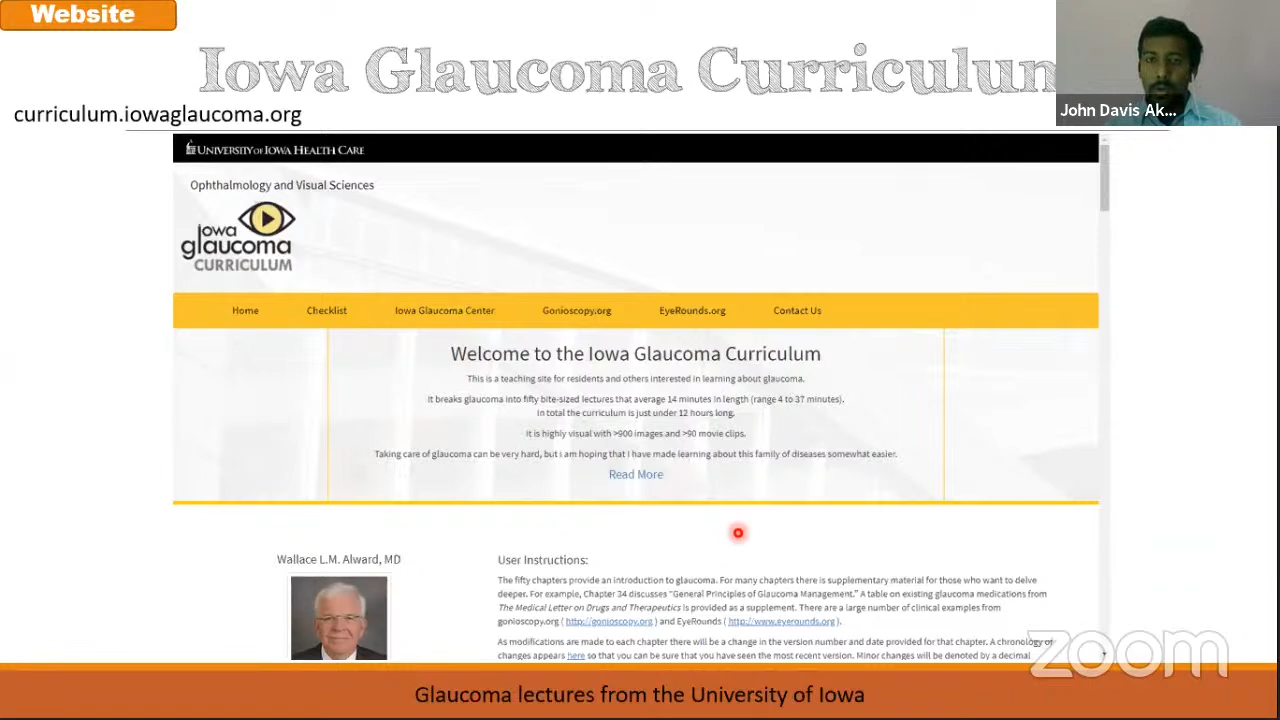 Website
Iowa Glaucoma Curriculum
curriculum.iowaglaucoma.org
John Davis Ak...
UNIVERSITY OF IOWA HEALTH CARE
Ophthalmology and Visual Sciences
Iowa
glaucoma
CURRICULUM
Home Checklist Iowa Glaucoma Center Gonioscopy.org EyeRounds.org Contact Us
Welcome to the Iowa Glaucoma Curriculum
This is a teaching site for residents and others interested in learning about glaucoma.
It breaks glaucoma into fifty bite-sized lectures that average 14 minutes in length (range 4 to 37 minutes).
In total the curriculum is just under 12 hours long.
It is highly visual with >900 images and >90 movie clips.
Taking care of glaucoma can be very hard, but i am hoping that I have made learning about this family of diseases somewhat easier.
Read More
Wallace L.M. Alward, MD
User Instructions:
The fifty chapters provide an introduction to glaucoma. For many chapters there is supplementary material for those who want to delve
deeper. For example, Chapter 34 discusses "General Principles of Glaucoma Management." A table on existing glaucoma medications from
The Medical Letter on Drugs and Therapeutics is provided as a supplement. There are a large number of clinical examples from
gonioscopy.org ( http://gonioscopy.org ) and EyeRounds ( http://www.eyerounds.org ).
As modifications are made to each chapter there will be a change in the version number and date provided for that chapter. A chronology of
changes appears here so that you can be sure that you have seen the most recent version. Minor changes will be denoted by a decimal
zoom
Glaucoma lectures from the University of Iowa